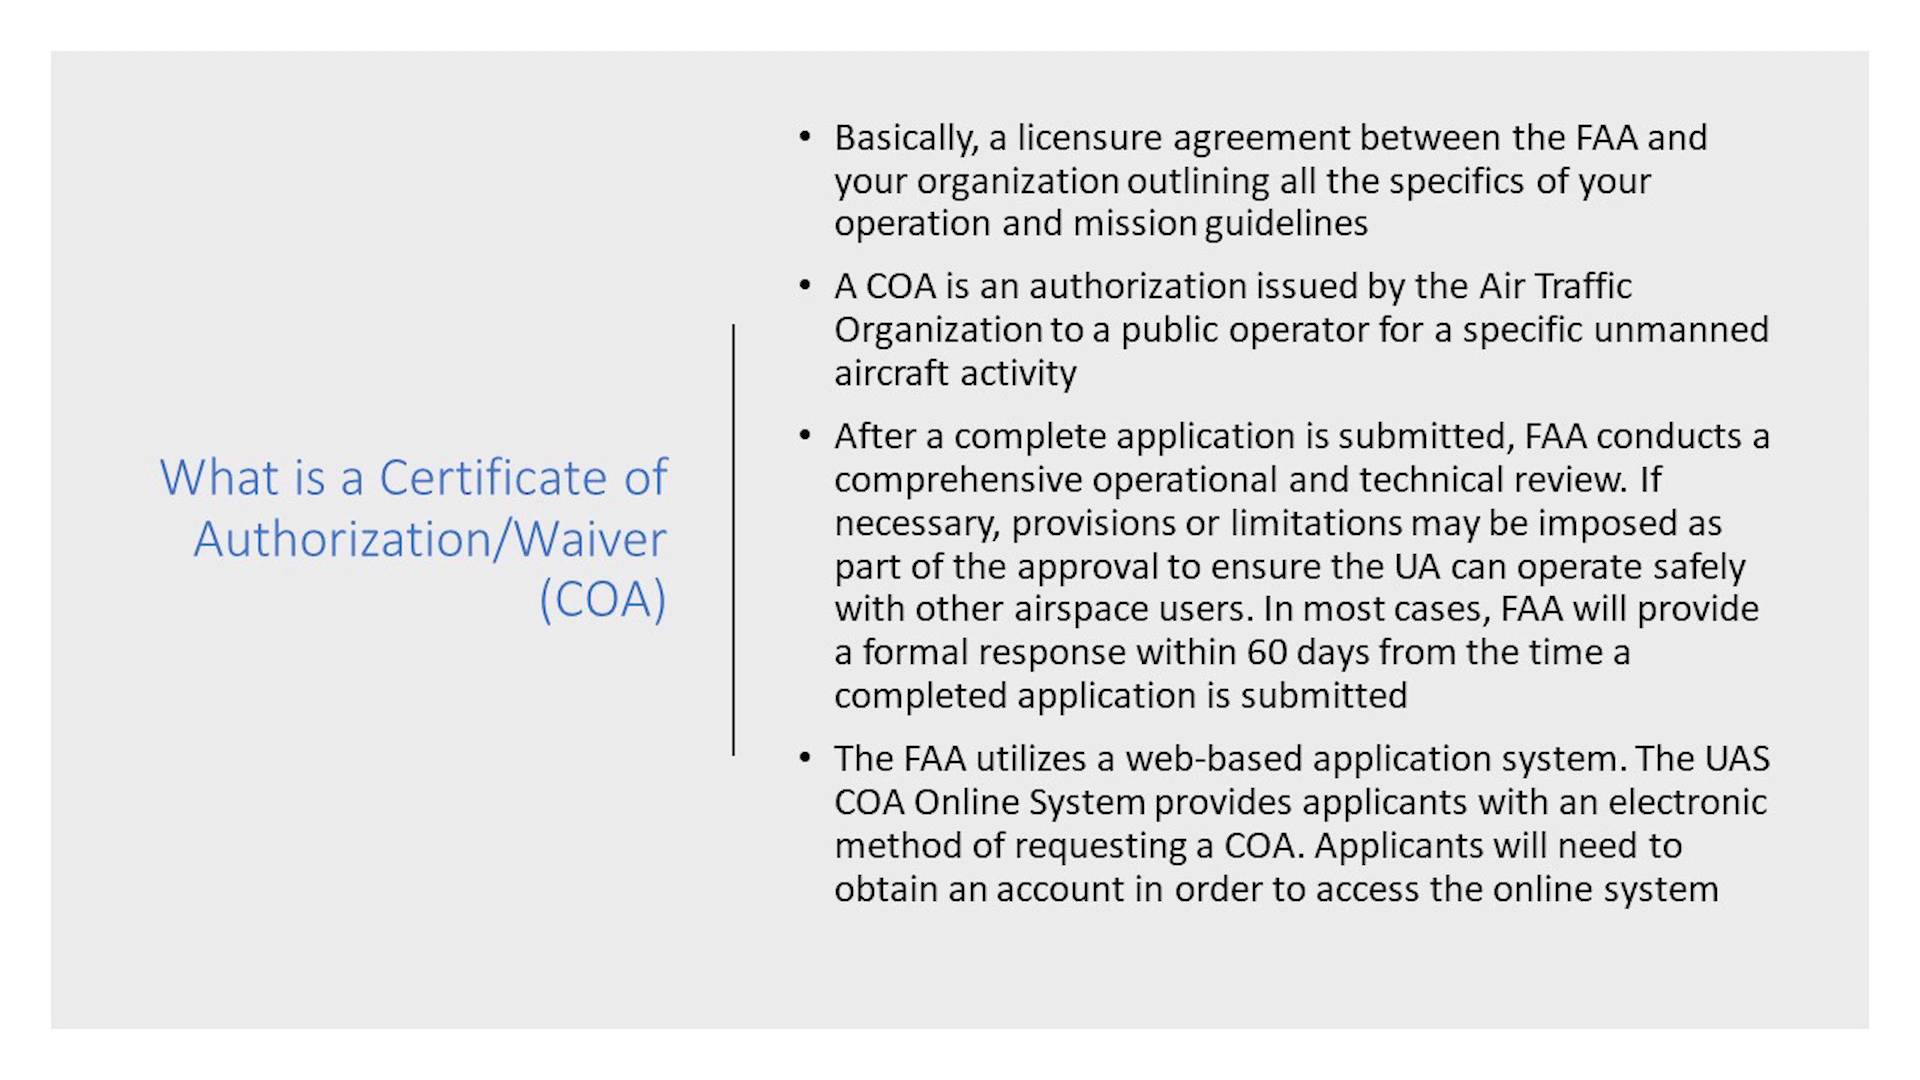 What is a Certificate of
Authorization/Waiver
(COA)
• Basically, a licensure agreement between the FAA and
your organization outlining all the specifics of your
operation and mission guidelines
• A COA is an authorization issued by the Air Traffic
Organization to a public operator for a specific unmanned
aircraft activity
• After a complete application is submitted, FAA conducts a
comprehensive operational and technical review. If
necessary, provisions or limitations may be imposed as
part of the approval to ensure the UA can operate safely
with other airspace users. In most cases, FAA will provide
a formal response within 60 days from the time a
completed application is submitted
• The FAA utilizes a web-based application system. The UAS
COA Online System provides applicants with an electronic
method of requesting a COA. Applicants will need to
obtain an account in order to access the online system